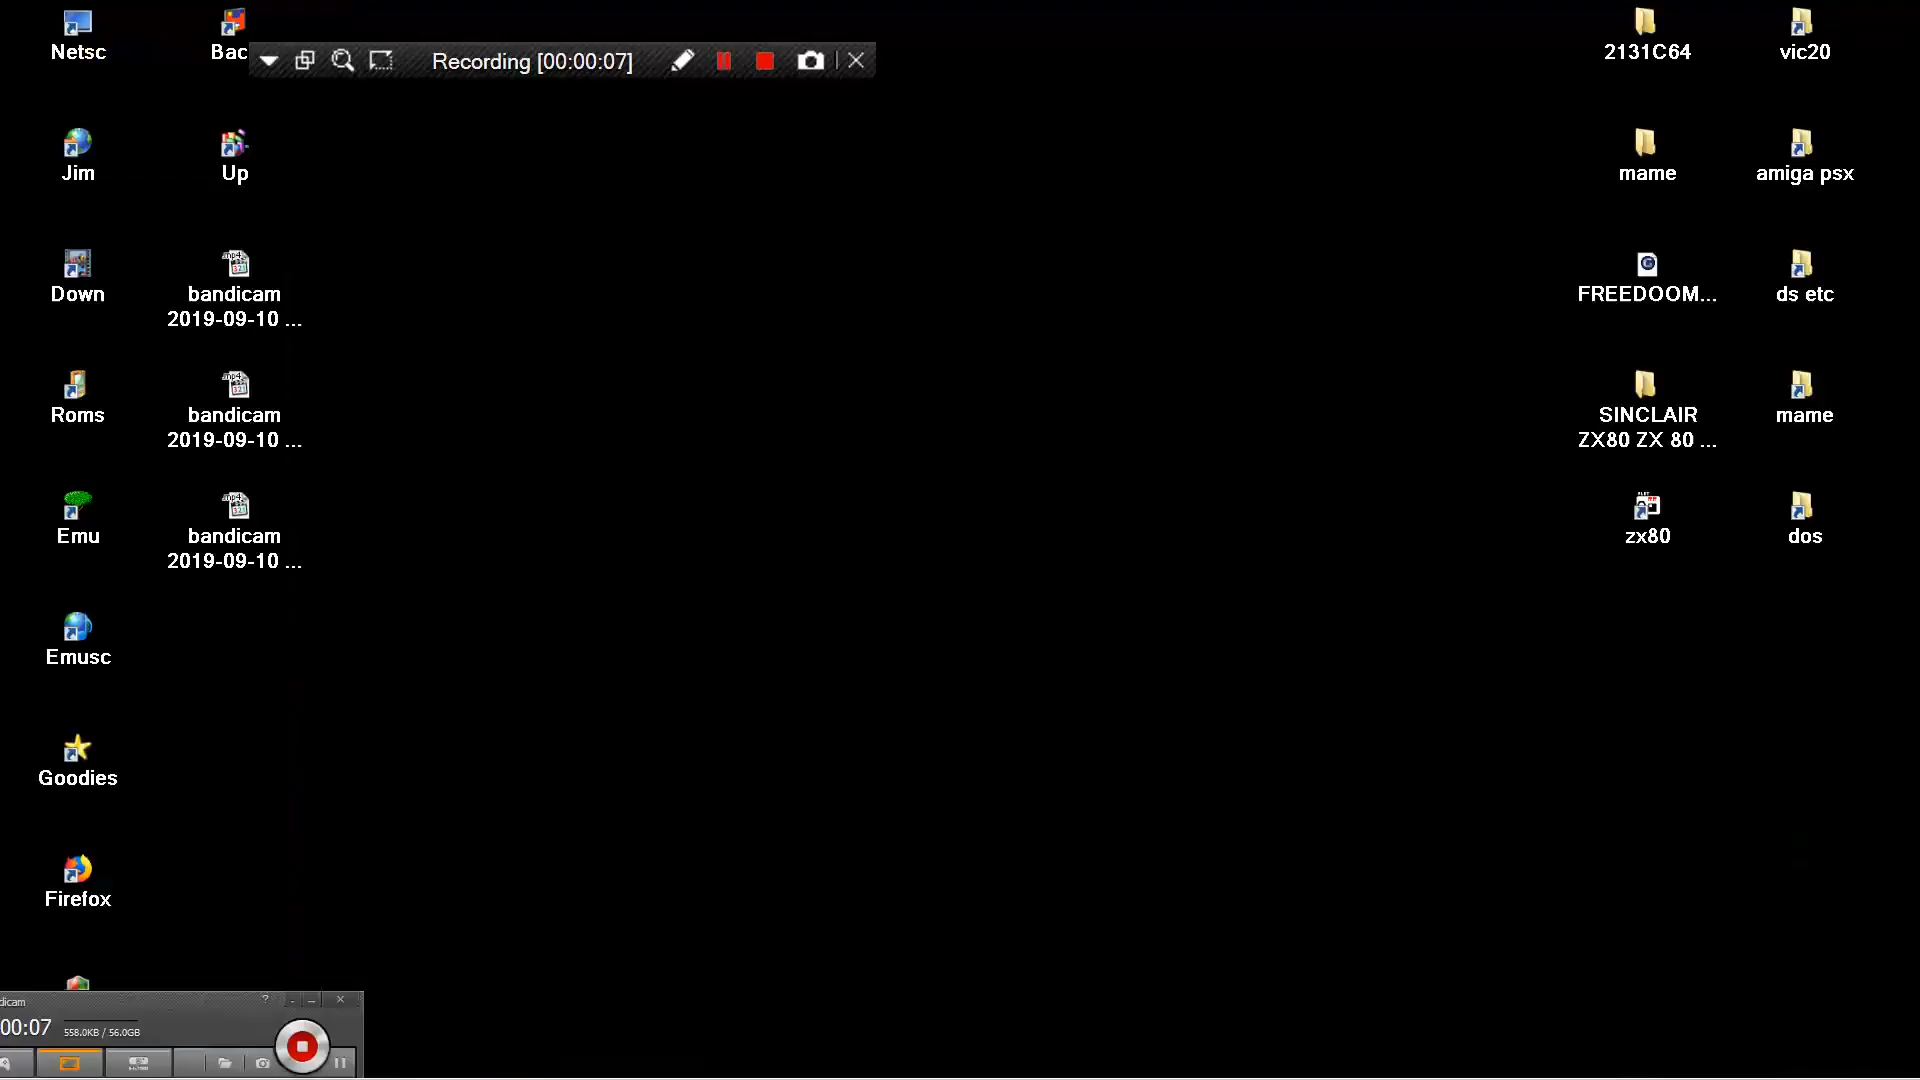 Netsc
Bac
Recording [00:00:07]
2131C64
vic20
Jim
Up
mame
amiga psx
Down
bandicam
2019-09-10 ...
FREEDOOM...
ds etc
Roms
bandicam
2019-09-10 ...
SINCLAIR
ZX80 ZX 80 ...
mame
Emu
bandicam
2019-09-10 ...
zx80
dos
Emusc
Goodies
Firefox
dicam
00:07
558.0KB / 56.0GB